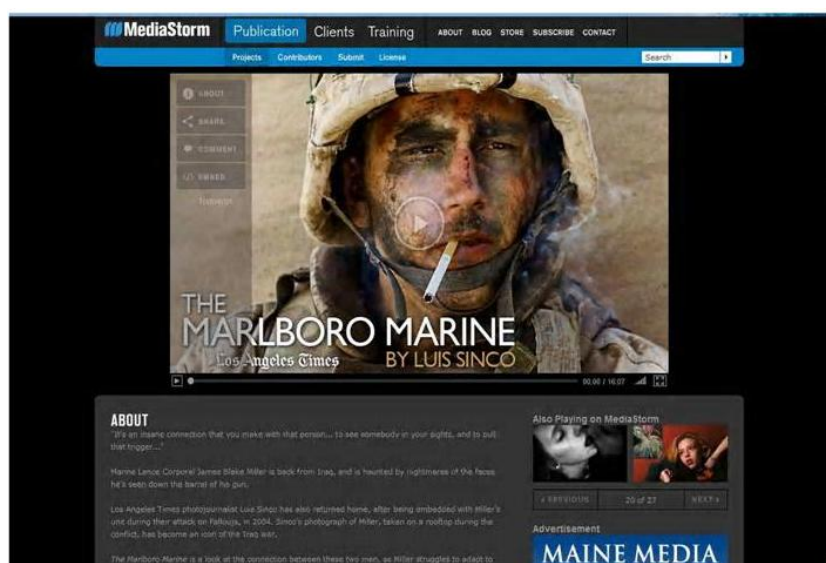 MediaStorm
Publication Clients Training ABOUT BLOG STORE SUBSCRIBE CONTACT
Projects Contributors Submit License Search
ABOUT
SHARE
COMMENT
EMBED
THE
MARLBORO MARINE
Los Angeles Times BY LUIS SINCO
00:00 / 16:07
ABOUT
"It's an insane connection that you make with that person... to see somebody in your sights, and to pull
that trigger..."
Marine Lance Corporal James Blake Miller is back from Iraq, and is haunted by nightmares of the faces
he's seen down the barrel of his gun.
Los Angeles Times photojournalist Luis Sinco has also returned home, after being embedded with Miller's
unit during their attack on Fallouja, in 2004. Sinco's photograph of Miller, taken on a rooftop during the
conflict, has become an icon of the Iraq war.
The Marlboro Marine is a look at the connection between these two men, as Miller struggles to adapt to
Also Playing on MediaStorm
PREVIOUS 20 of 27 NEXT
Advertisement
MAINE MEDIA